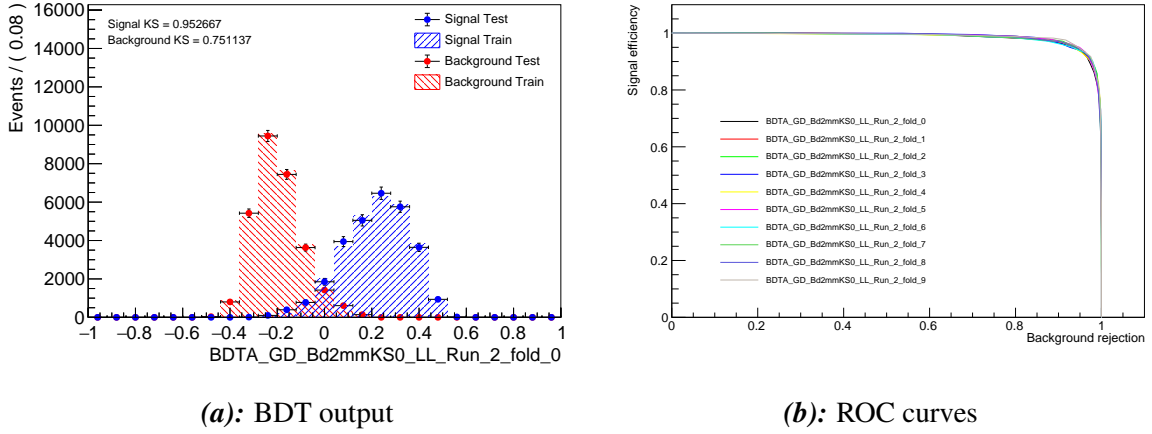 Signal KS = 0.952667
Background KS = 0.751137
Signal Test
Signal Train
Background Test
Background Train
Events / ( 0.08 )
16000
14000
12000
10000
8000
6000
4000
2000
0
−1 −0.8 −0.6 −0.4 −0.2 0 0.2 0.4 0.6 0.8 1
BDTA_GD_Bd2mmKS0_LL_Run_2_fold_0
(a): BDT output
Signal efficiency
1
0.8
0.6
0.4
0.2
0
BDTA_GD_Bd2mmKS0_LL_Run_2_fold_0
BDTA_GD_Bd2mmKS0_LL_Run_2_fold_1
BDTA_GD_Bd2mmKS0_LL_Run_2_fold_2
BDTA_GD_Bd2mmKS0_LL_Run_2_fold_3
BDTA_GD_Bd2mmKS0_LL_Run_2_fold_4
BDTA_GD_Bd2mmKS0_LL_Run_2_fold_5
BDTA_GD_Bd2mmKS0_LL_Run_2_fold_6
BDTA_GD_Bd2mmKS0_LL_Run_2_fold_7
BDTA_GD_Bd2mmKS0_LL_Run_2_fold_8
BDTA_GD_Bd2mmKS0_LL_Run_2_fold_9
0 0.2 0.4 0.6 0.8 1
Background rejection
(b): ROC curves